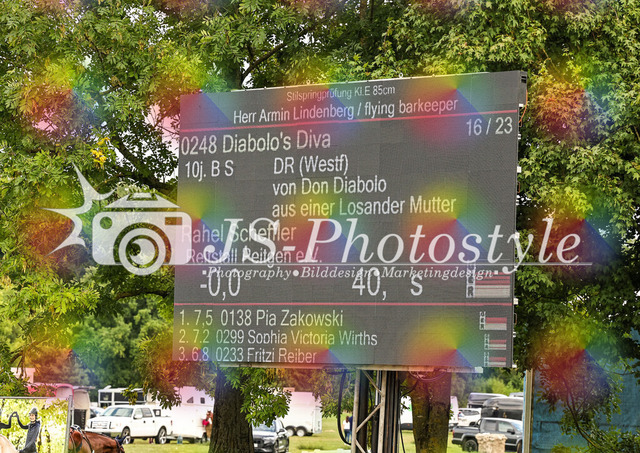 Stilspringprüfung Kl.E 85cm
Herr Armin Lindenberg / flying barkeeper
0248 Diabolo's Diva 16 / 23
10j. B S DR (Westf)
von Don Diabolo
aus einer Losander Mutter
Rahel Scheffler
JS-Photostyle
Reitstall e.V.
Photography·Bilddesign·Marketingdesign
-0,0 40, s
1. 7.5 0138 Pia Zakowski
2. 7.2 0299 Sophia Victoria Wirths
3. 6.8 0233 Fritzi Reiber